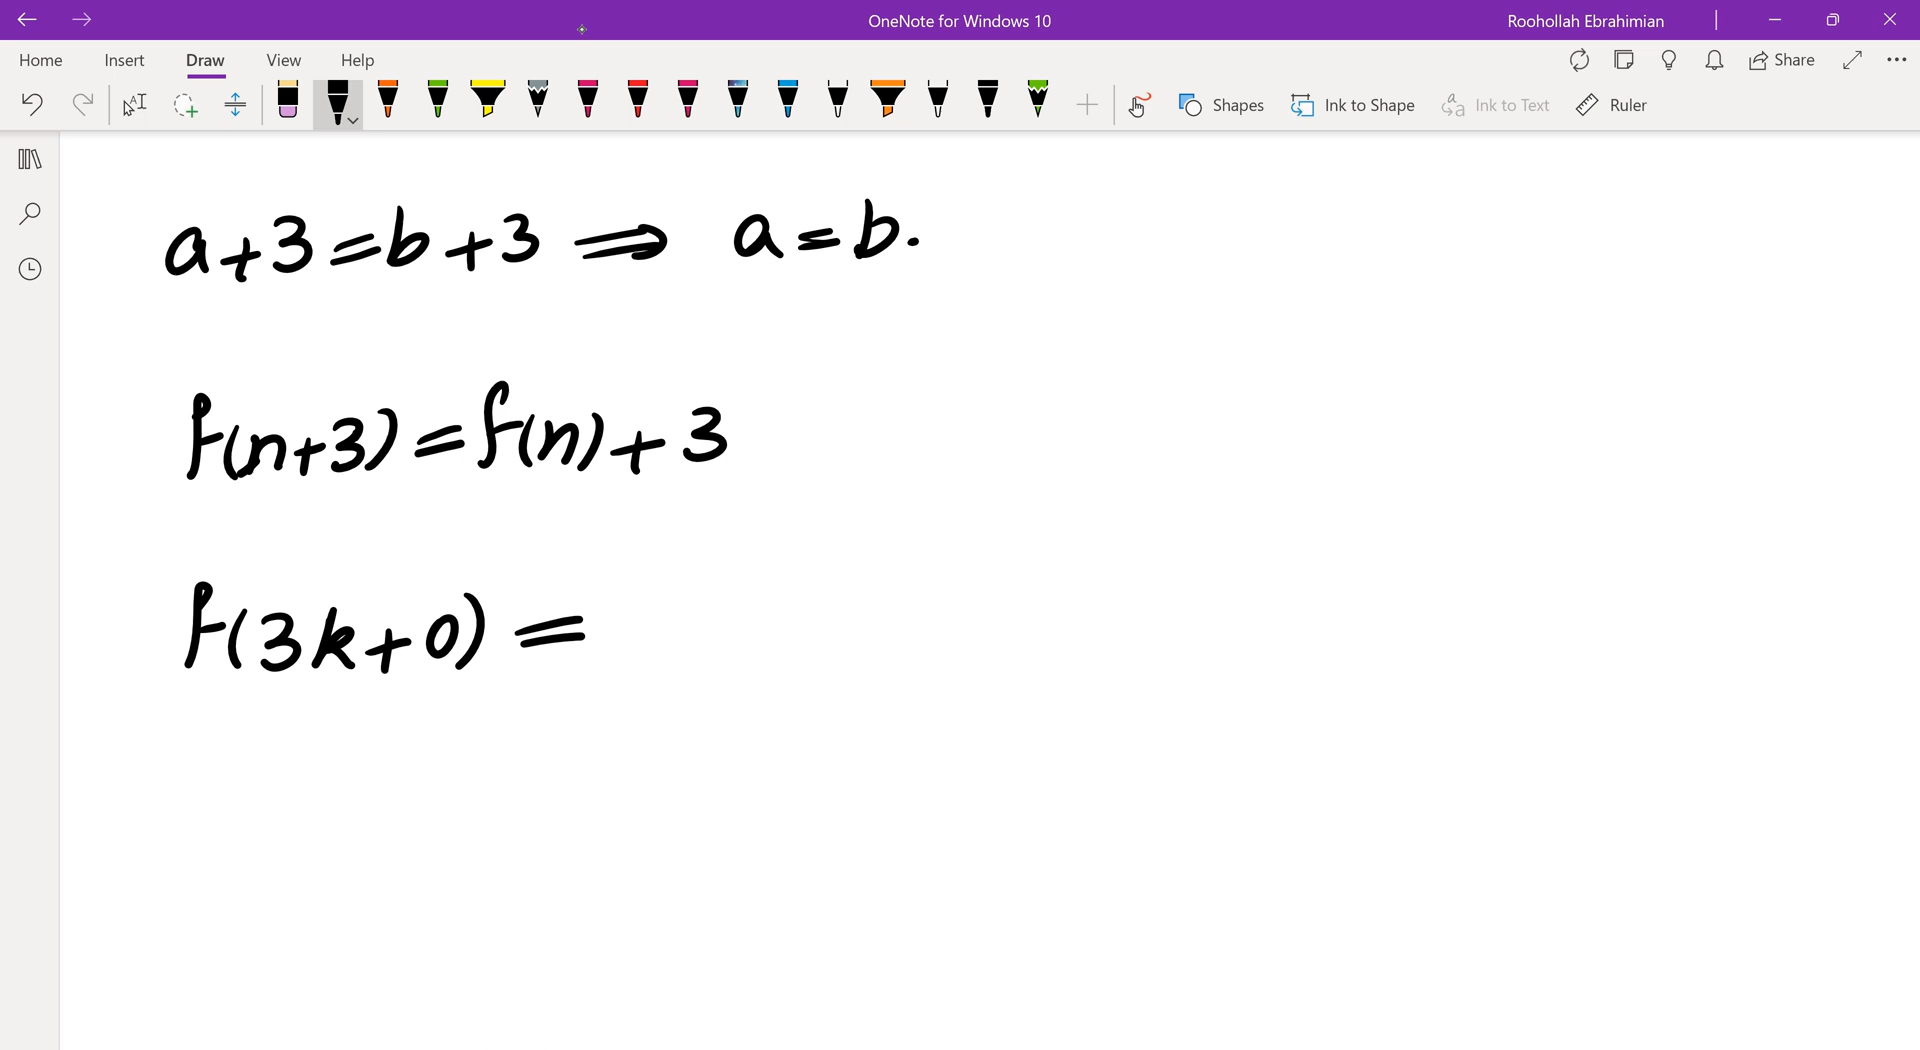 OneNote for Windows 10
Roohollah Ebrahimian
Home Insert Draw View Help
Share
Shapes Ink to Shape Ink to Text Ruler
a+3=b+3 ⟹ a=b.
f(n+3)=f(n)+3
f(3k+0)=